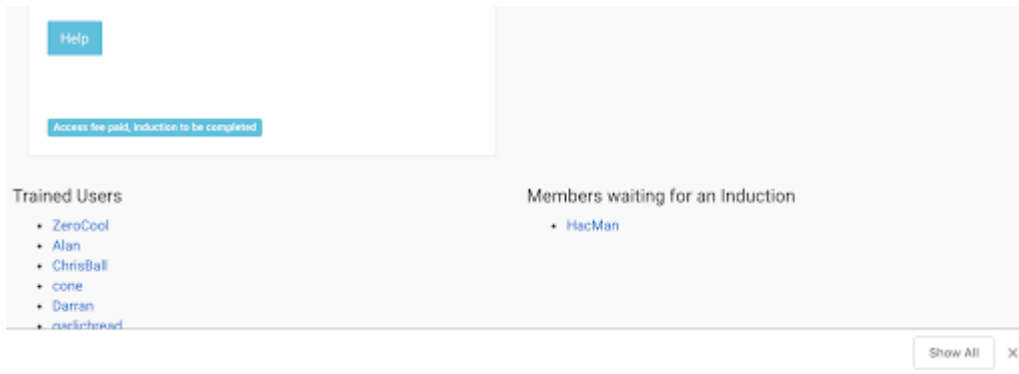 Help
Access fee paid, induction to be completed
Trained Users
ZeroCool
Alan
ChrisBall
cone
Darran
garlichread
Members waiting for an Induction
HacMan
Show All